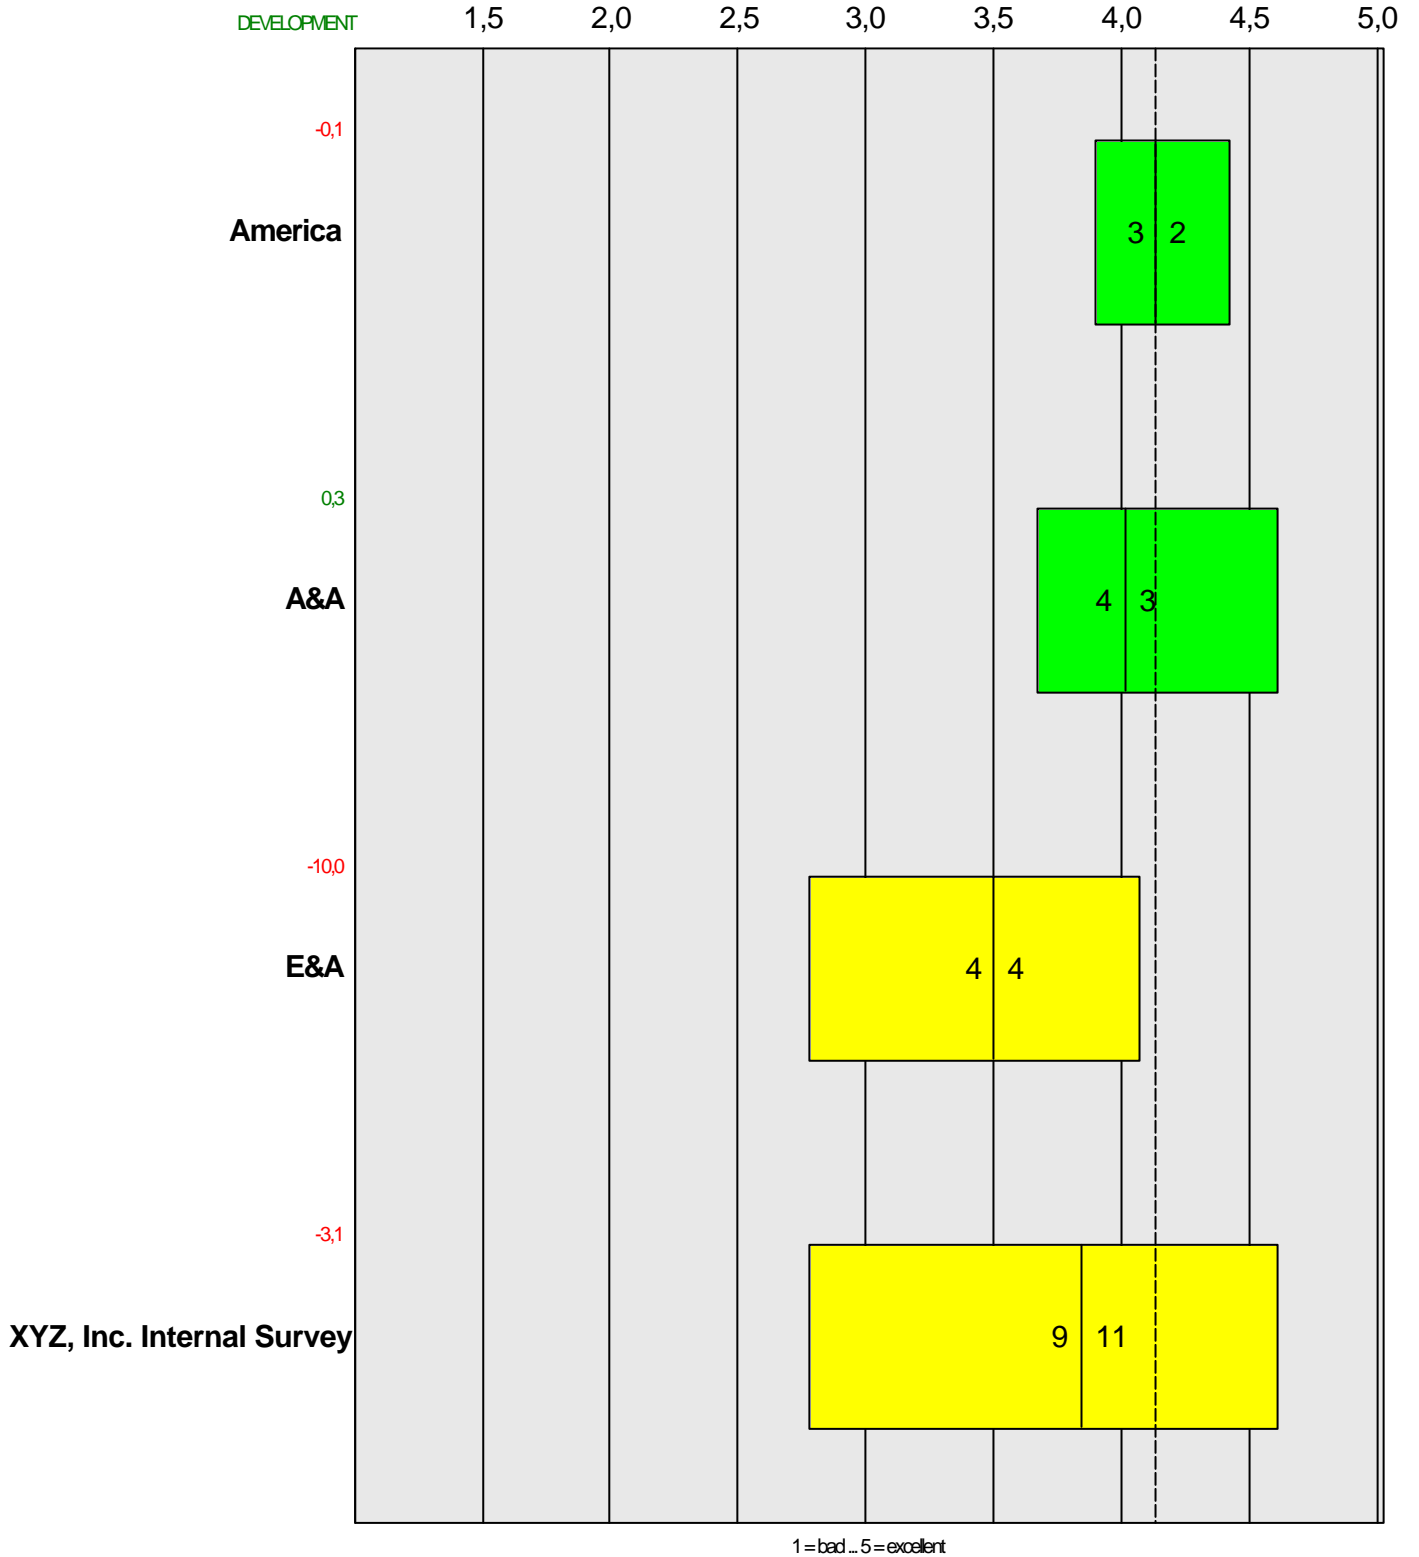 DEVELOPMENT 1,5 2,0 2,5 3,0 3,5 4,0 4,5 5,0
-0,1
America 3 2
0,3
A&A 4 3
-10,0
E&A 4 4
-3,1
XYZ, Inc. Internal Survey 9 11
1 = bad ... 5 = excellent